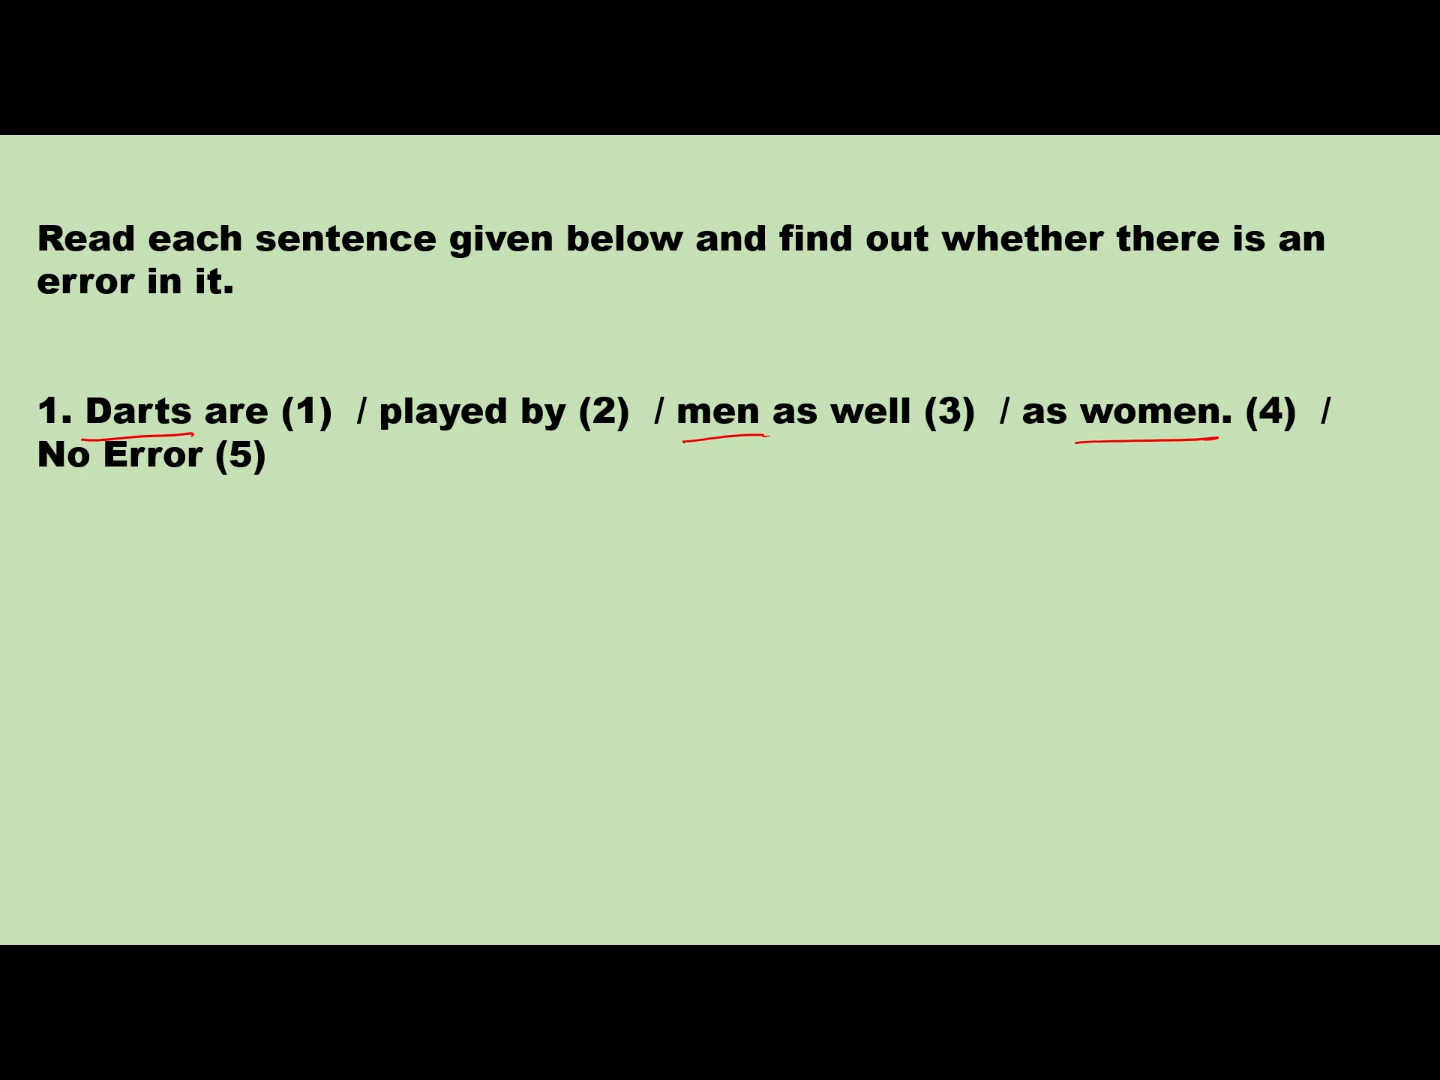 Read each sentence given below and find out whether there is an
error in it.
1. Darts are (1) / played by (2) / men as well (3) / as women. (4) /
No Error (5)